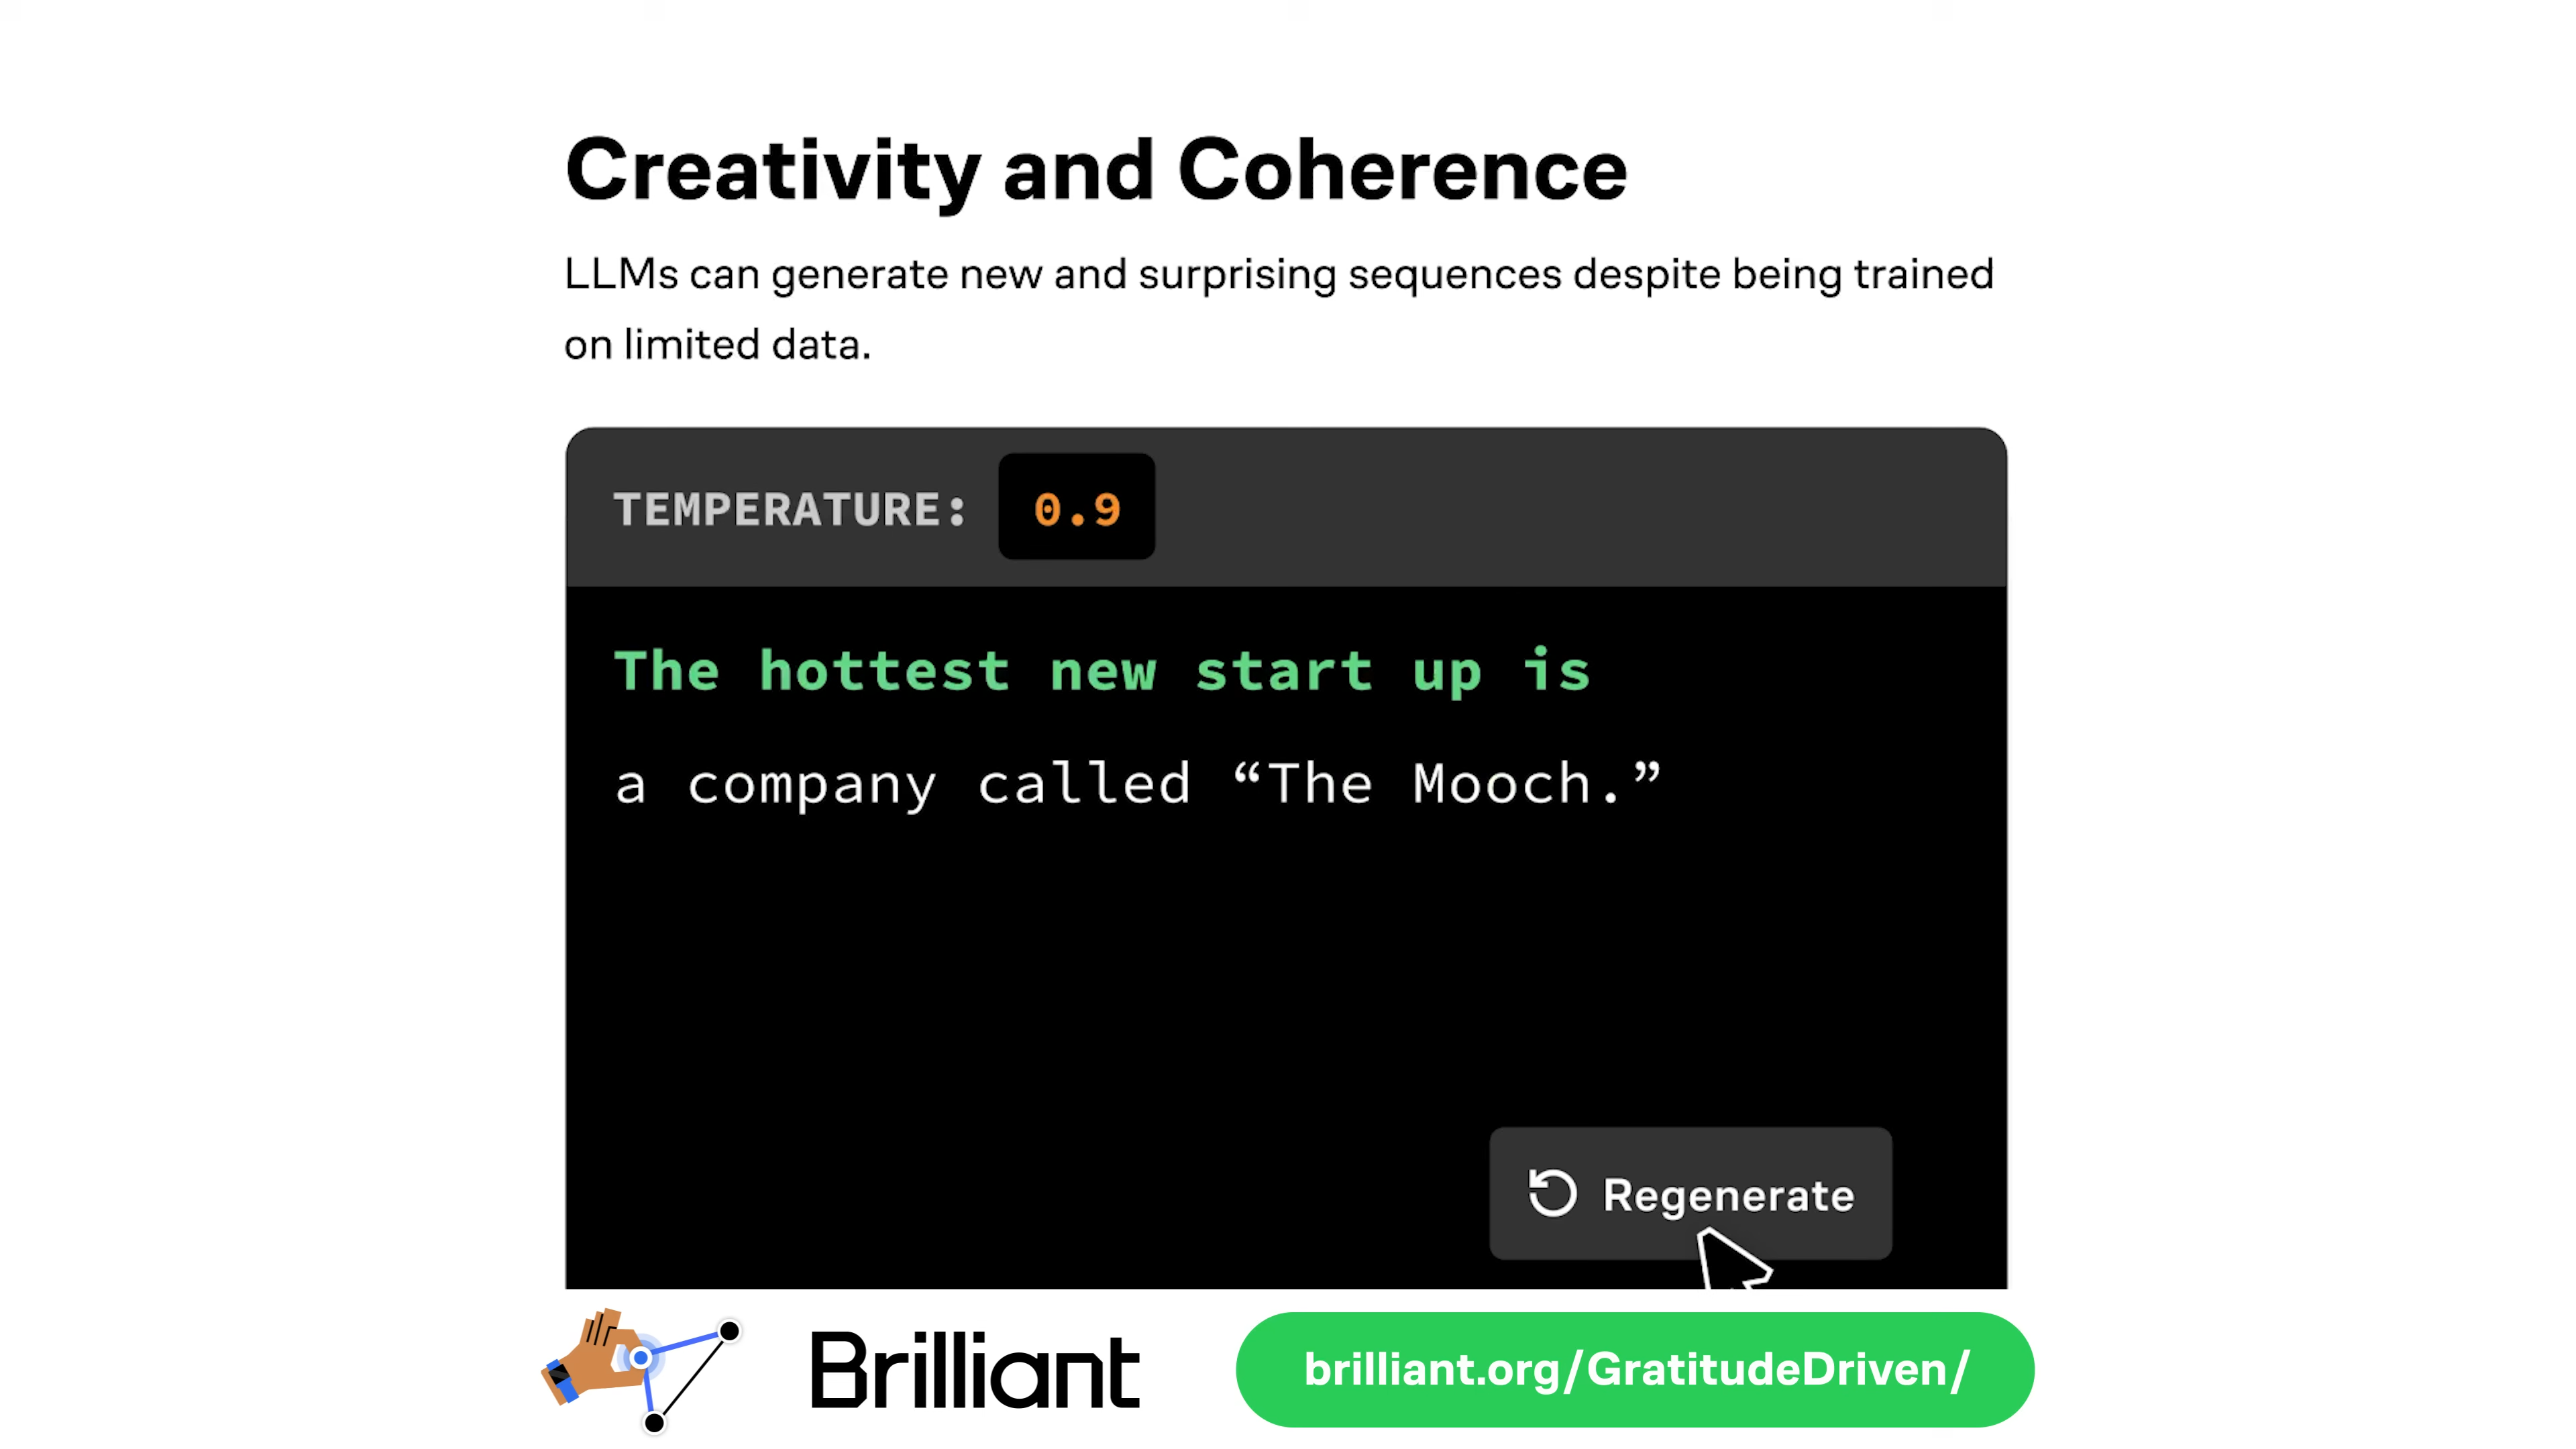 Creativity and Coherence
LLMs can generate new and surprising sequences despite being trained
on limited data.
TEMPERATURE: 0.9
The hottest new start up is
a company called “The Mooch.”
Regenerate
Brilliant
brilliant.org/GratitudeDriven/